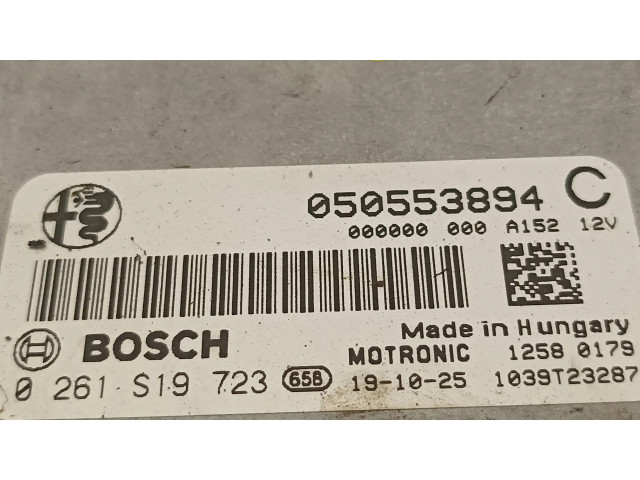 050553894 C
000000 000 A152 12V
BOSCH
Made in Hungary
MOTRONIC 1258 0179
0 261 S19 723 65B 19-10-25 1039T23287